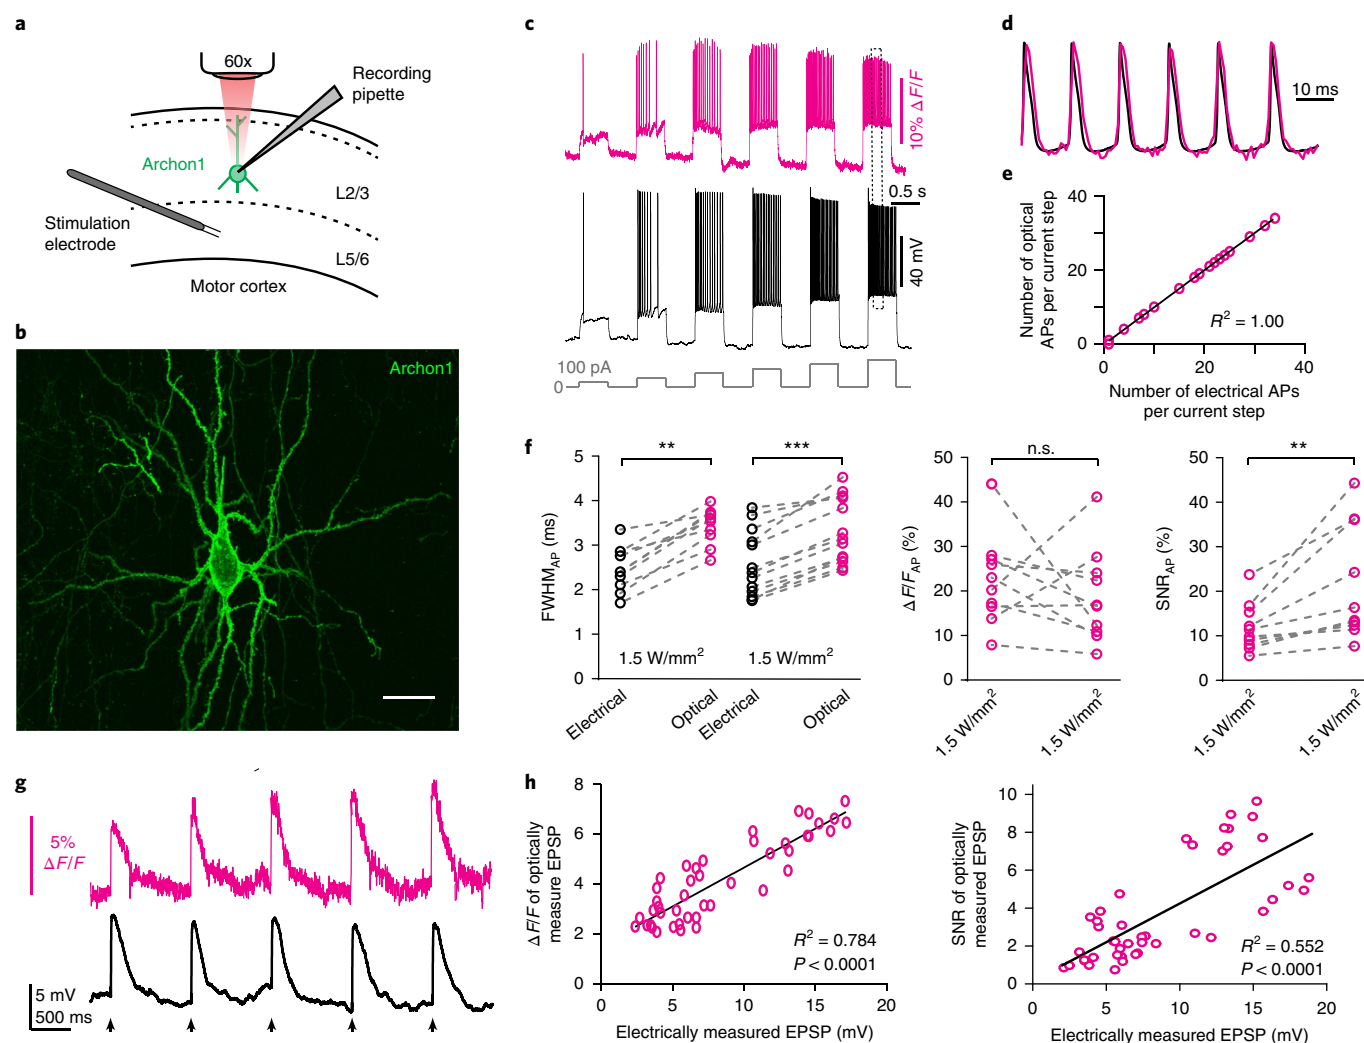 a
60x
Recording
pipette
Archon1
L2/3
Stimulation
electrode
L5/6
Motor cortex
b
Archon1
c
10% ΔF/F
0.5 s
40 mV
100 pA
0
d
10 ms
e
Number of optical
APs per current step
40
20
0
R² = 1.00
0
20
40
Number of electrical APs
per current step
f
FWHM_AP (ms)
5
4
3
2
1
0
**
***
1.5 W/mm²
1.5 W/mm²
Electrical
Optical
Electrical
Optical
ΔF/F_AP (%)
50
40
30
20
10
0
n.s.
1.5 W/mm²
1.5 W/mm²
SNR_AP (%)
50
40
30
20
10
0
**
1.5 W/mm²
1.5 W/mm²
g
5%
ΔF/F
5 mV
500 ms
h
ΔF/F of optically
measure EPSP
8
6
4
2
0
R² = 0.784
P < 0.0001
0
5
10
15
20
Electrically measured EPSP (mV)
SNR of optically
measured EPSP
10
8
6
4
2
0
R² = 0.552
P < 0.0001
0
5
10
15
20
Electrically measured EPSP (mV)